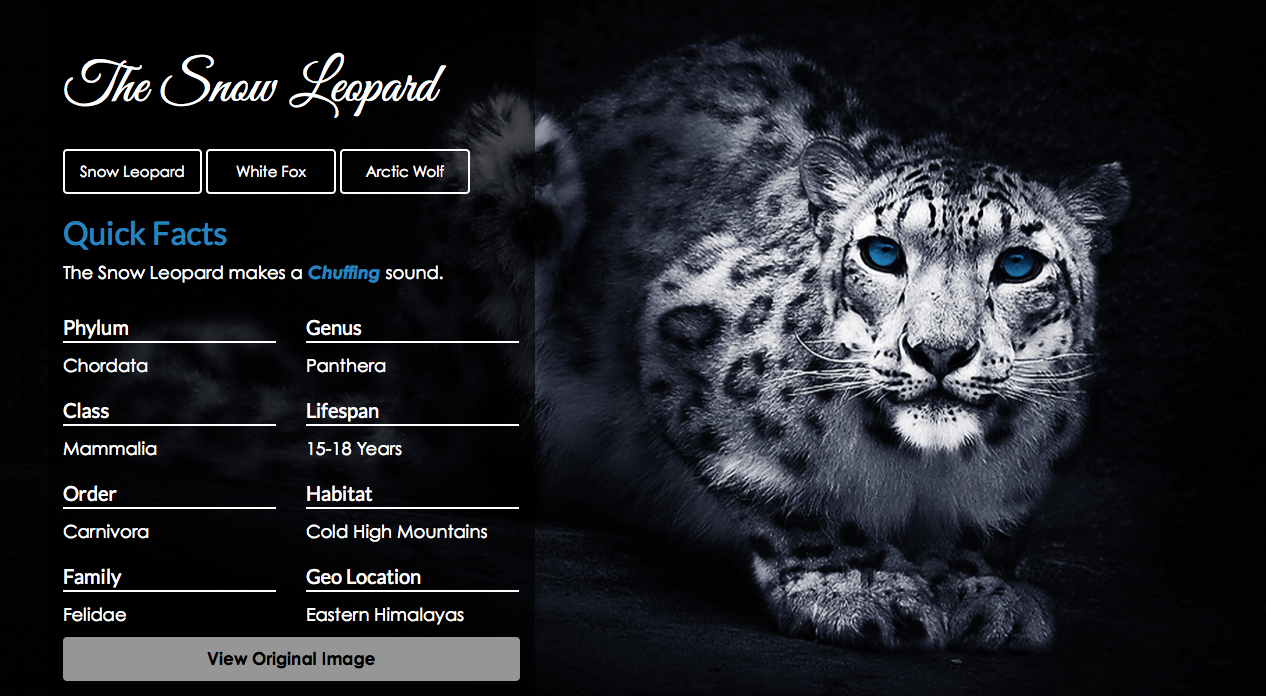 The Snow Leopard
Snow Leopard White Fox Arctic Wolf
Quick Facts
The Snow Leopard makes a Chuffing sound.
Phylum Genus
Chordata Panthera
Class Lifespan
Mammalia 15-18 Years
Order Habitat
Carnivora Cold High Mountains
Family Geo Location
Felidae Eastern Himalayas
View Original Image